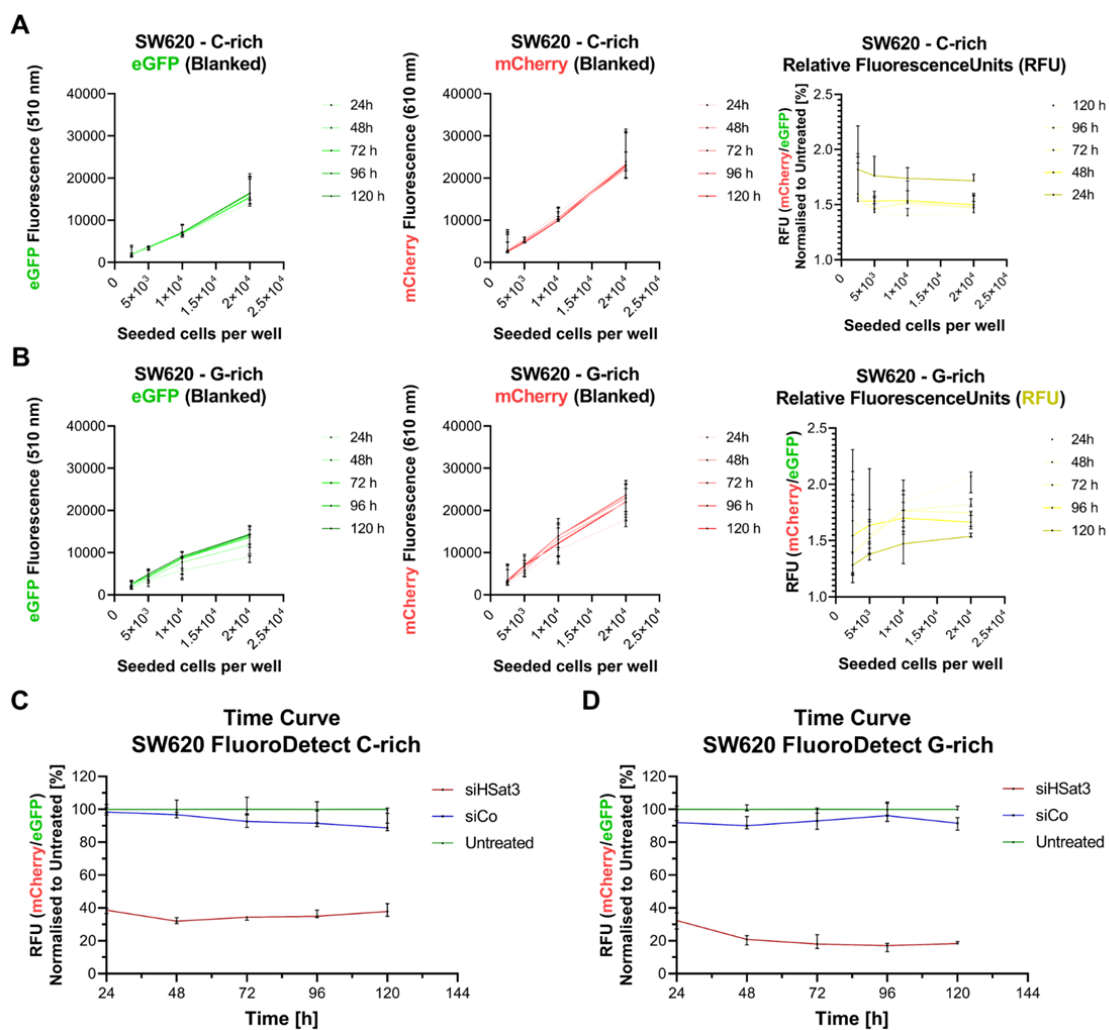 A
SW620 - C-rich
eGFP (Blanked)
eGFP Fluorescence (510 nm)
40000
30000
20000
10000
0
0
5×10³
1×10⁴
1.5×10⁴
2×10⁴
2.5×10⁴
Seeded cells per well
24h
48h
72 h
96 h
120 h
SW620 - C-rich
mCherry (Blanked)
mCherry Fluorescence (610 nm)
40000
30000
20000
10000
0
0
5×10³
1×10⁴
1.5×10⁴
2×10⁴
2.5×10⁴
Seeded cells per well
24h
48h
72 h
96 h
120 h
SW620 - C-rich
Relative FluorescenceUnits (RFU)
RFU (mCherry/eGFP)
Normalised to Untreated [%]
2.5
2.0
1.5
1.0
0
5×10³
1×10⁴
1.5×10⁴
2×10⁴
2.5×10⁴
Seeded cells per well
120 h
96 h
72 h
48h
24h
B
SW620 - G-rich
eGFP (Blanked)
eGFP Fluorescence (510 nm)
40000
30000
20000
10000
0
0
5×10³
1×10⁴
1.5×10⁴
2×10⁴
2.5×10⁴
Seeded cells per well
24h
48h
72 h
96 h
120 h
SW620 - G-rich
mCherry (Blanked)
mCherry Fluorescence (610 nm)
40000
30000
20000
10000
0
0
5×10³
1×10⁴
1.5×10⁴
2×10⁴
2.5×10⁴
Seeded cells per well
24h
48h
72 h
96 h
120 h
SW620 - G-rich
Relative FluorescenceUnits (RFU)
RFU (mCherry/eGFP)
2.5
2.0
1.5
1.0
0
5×10³
1×10⁴
1.5×10⁴
2×10⁴
2.5×10⁴
Seeded cells per well
24h
48h
72 h
96 h
120 h
C
Time Curve
SW620 FluoroDetect C-rich
RFU (mCherry/eGFP)
Normalised to Untreated [%]
120
100
80
60
40
20
0
24
48
72
96
120
144
Time [h]
siHSat3
siCo
Untreated
D
Time Curve
SW620 FluoroDetect G-rich
RFU (mCherry/eGFP)
Normalised to Untreated [%]
120
100
80
60
40
20
0
24
48
72
96
120
144
Time [h]
siHSat3
siCo
Untreated